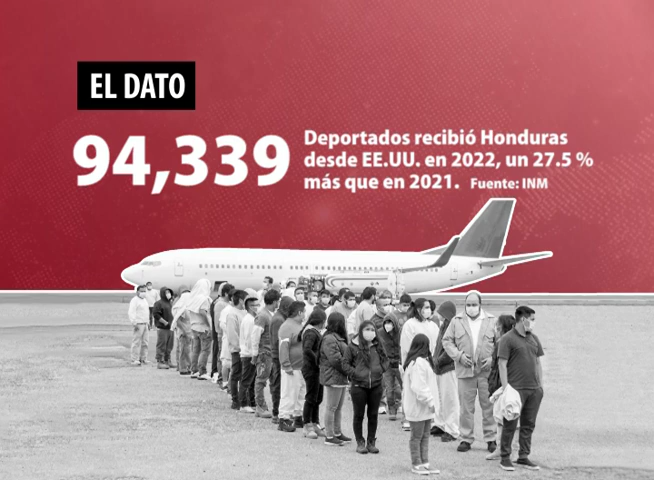 EL DATO
94,339
Deportados recibió Honduras
desde EE.UU. en 2022, un 27.5 %
más que en 2021. Fuente: INM